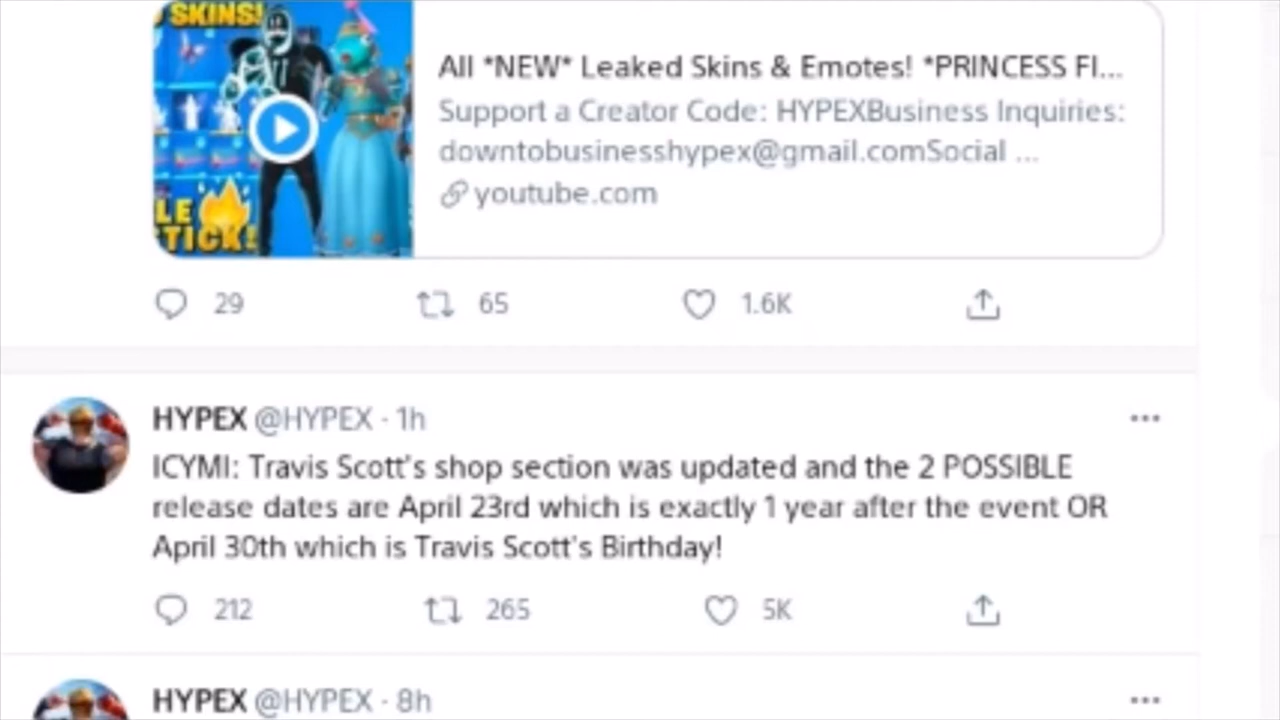 SKINS!
LE
TICK!
All *NEW* Leaked Skins & Emotes! *PRINCESS FI...
Support a Creator Code: HYPEXBusiness Inquiries:
downtobusinesshypex@gmail.comSocial ...
youtube.com
29 65 1.6K
HYPEX @HYPEX · 1h
ICYMI: Travis Scott's shop section was updated and the 2 POSSIBLE
release dates are April 23rd which is exactly 1 year after the event OR
April 30th which is Travis Scott's Birthday!
212 265 5K
HYPEX @HYPEX · 8h